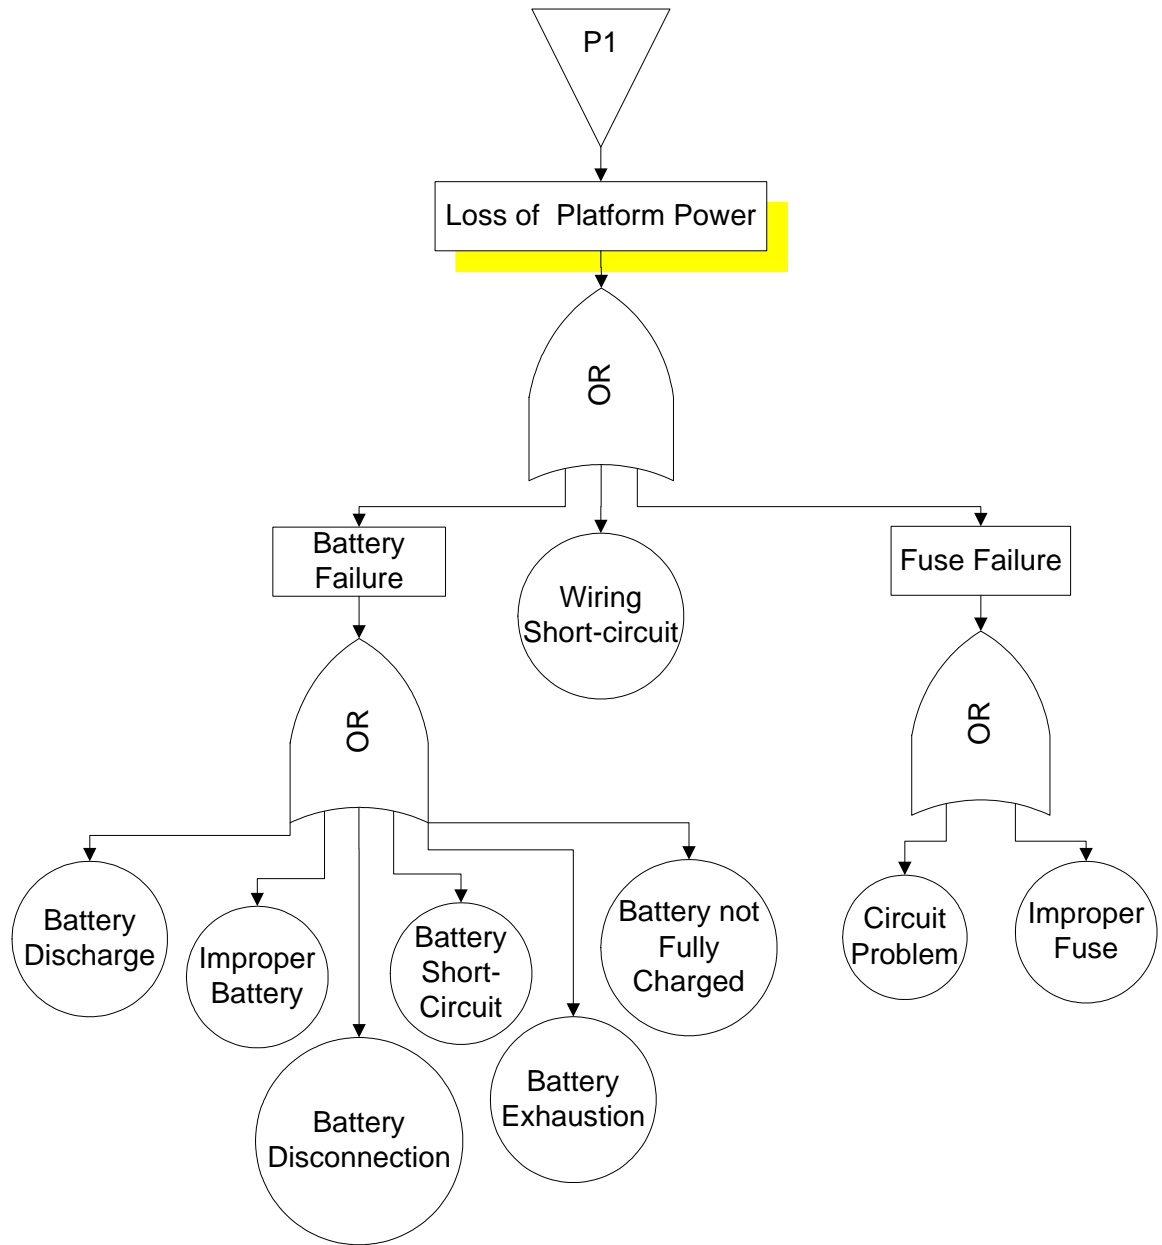 P1
Loss of  Platform Power
OR
Battery
Failure
Wiring
Short-circuit
Fuse Failure
OR
OR
Battery
Discharge
Improper
Battery
Battery
Disconnection
Battery
Short-
Circuit
Battery
Exhaustion
Battery not
Fully
Charged
Circuit
Problem
Improper
Fuse